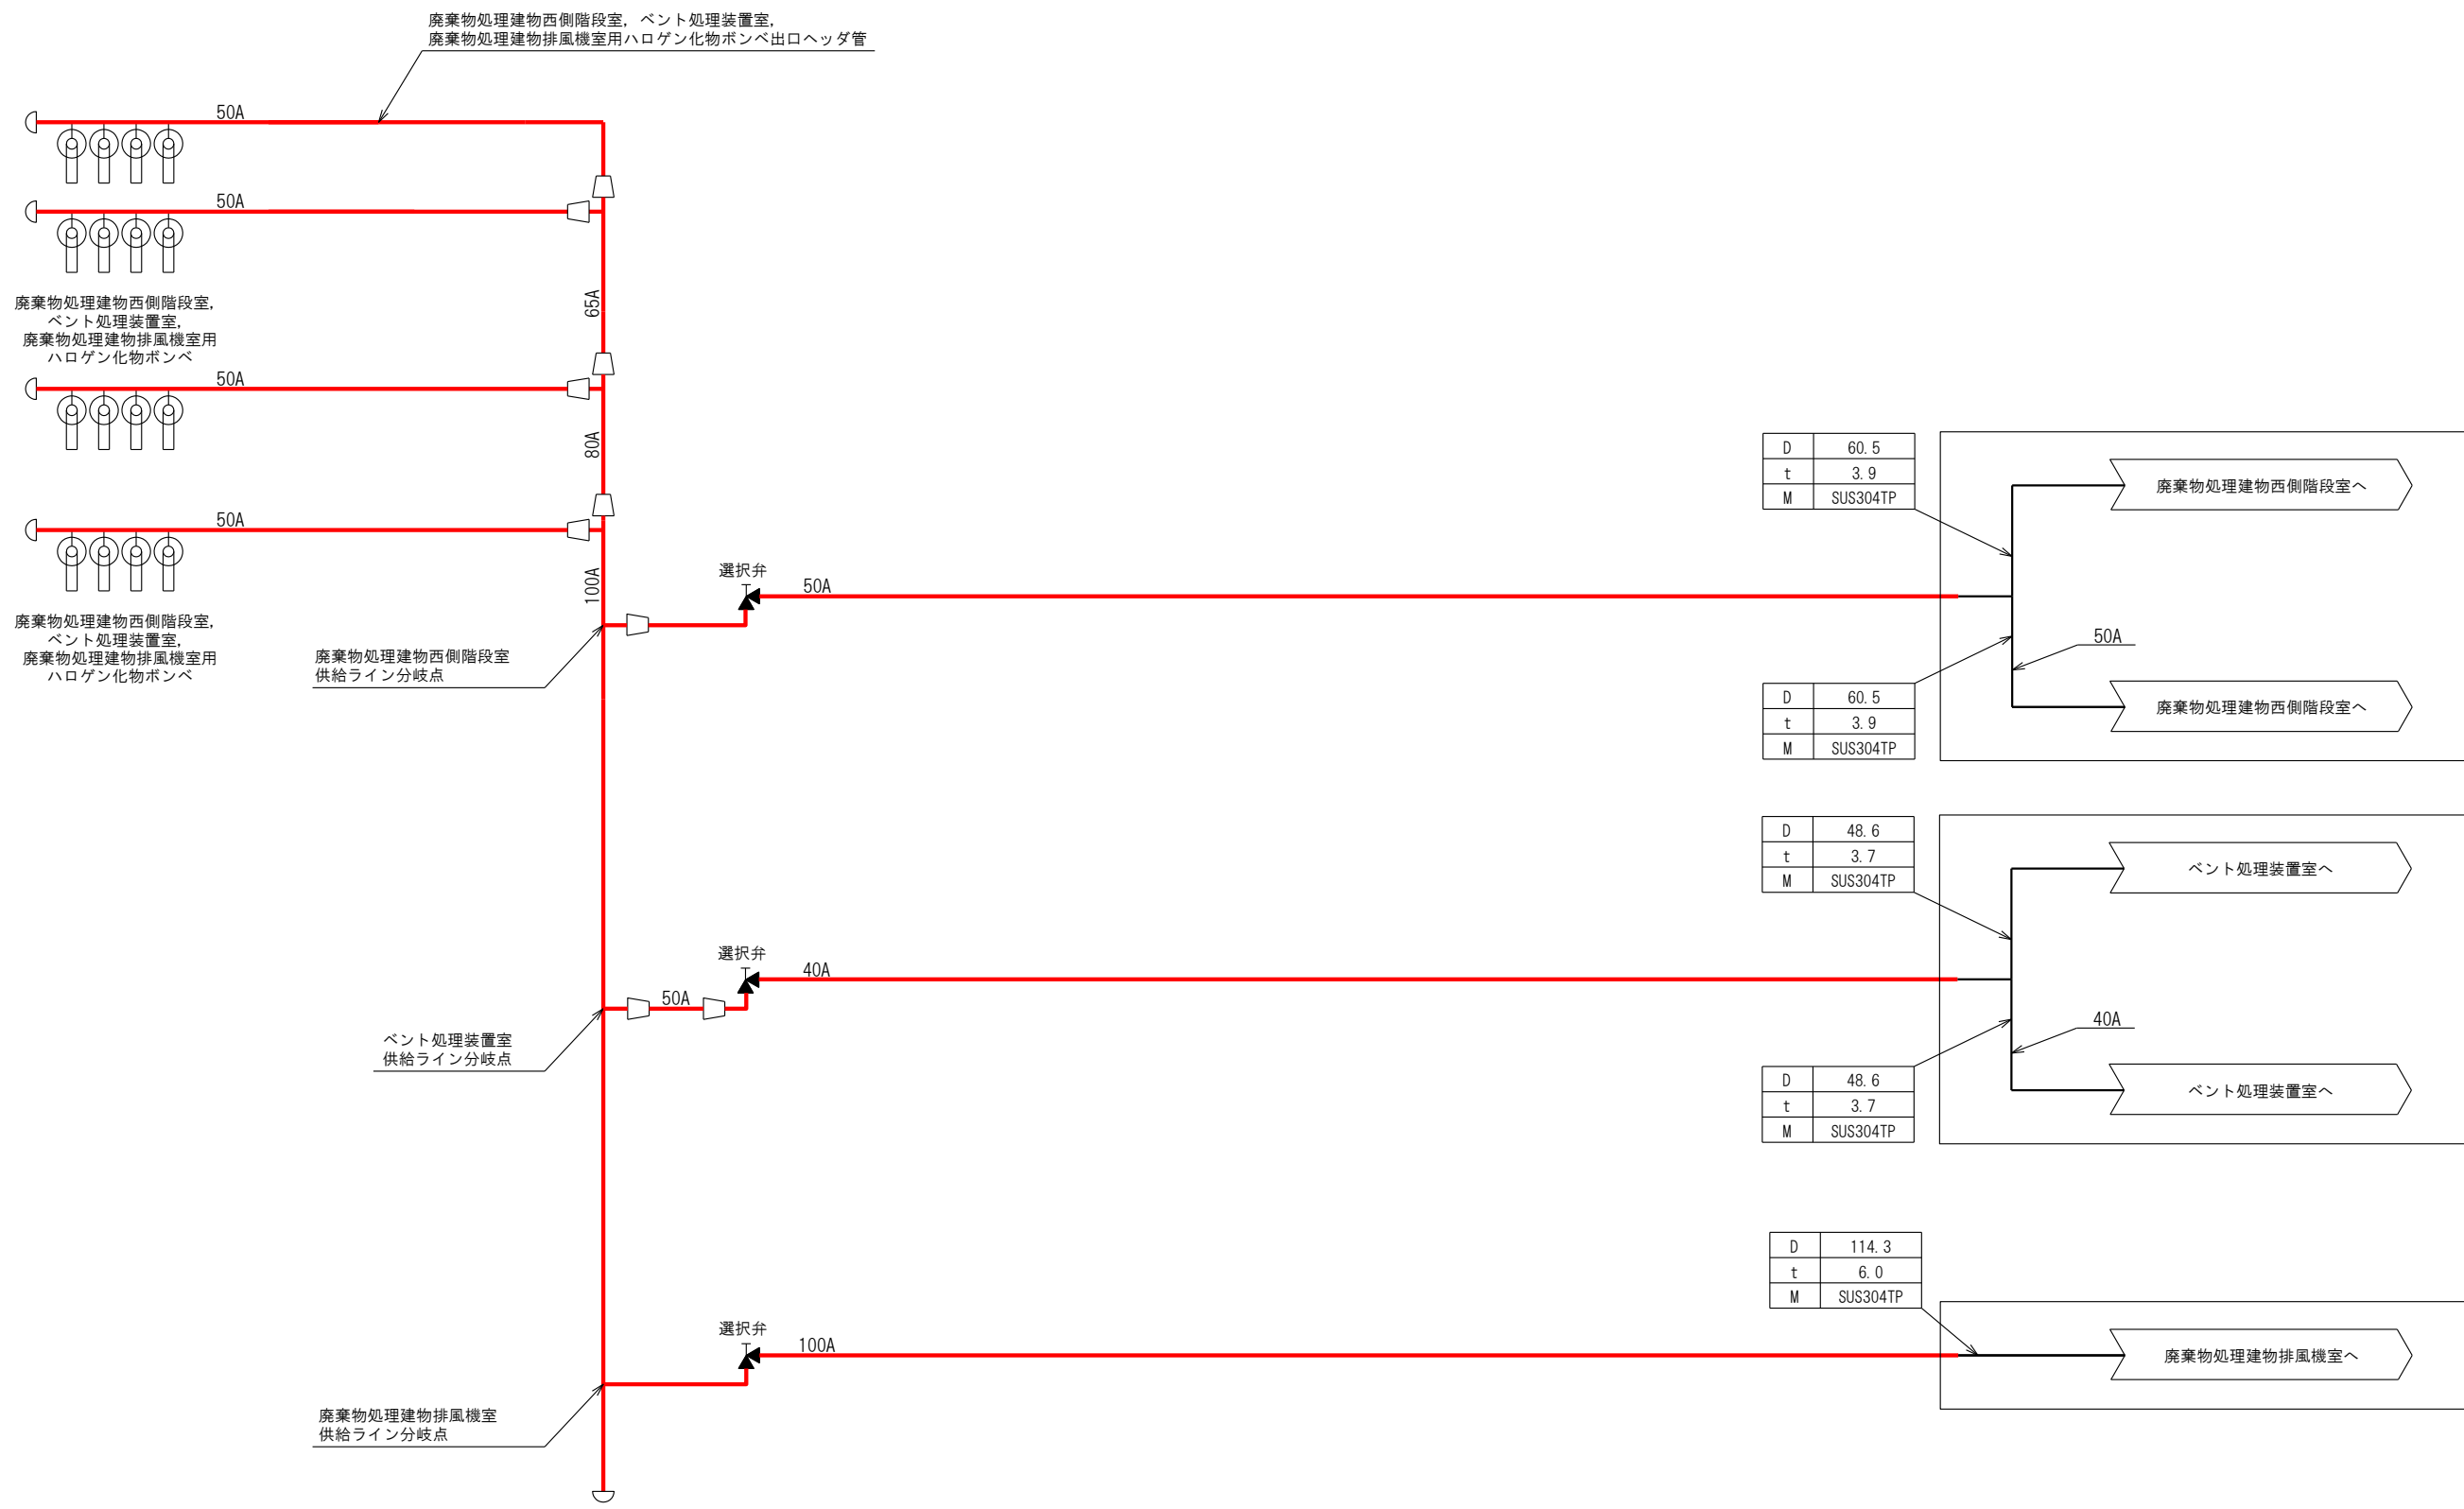 廃棄物処理建物西側階段室, ベント処理装置室,
廃棄物処理建物排風機室用ハロゲン化物ボンベ出口ヘッダ管
50A
50A
65A
廃棄物処理建物西側階段室,
ベント処理装置室,
廃棄物処理建物排風機室用
ハロゲン化物ボンベ
50A
80A
50A
100A
廃棄物処理建物西側階段室,
ベント処理装置室,
廃棄物処理建物排風機室用
ハロゲン化物ボンベ
廃棄物処理建物西側階段室
供給ライン分岐点
選択弁
50A
D 60.5
t 3.9
M SUS304TP
廃棄物処理建物西側階段室へ
50A
D 60.5
t 3.9
M SUS304TP
廃棄物処理建物西側階段室へ
ベント処理装置室
供給ライン分岐点
50A
選択弁
40A
D 48.6
t 3.7
M SUS304TP
ベント処理装置室へ
40A
D 48.6
t 3.7
M SUS304TP
ベント処理装置室へ
廃棄物処理建物排風機室
供給ライン分岐点
選択弁
100A
D 114.3
t 6.0
M SUS304TP
廃棄物処理建物排風機室へ